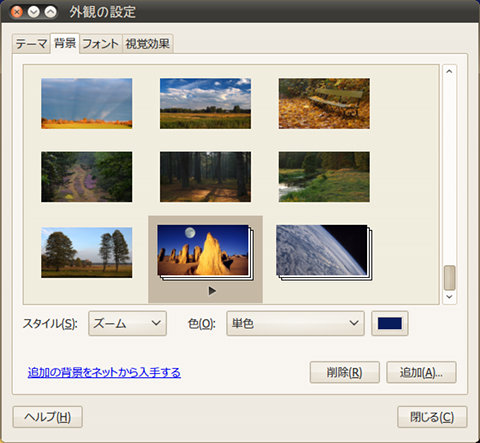 外観の設定
テーマ 背景 フォント 視覚効果
スタイル(S): ズーム 色(O): 単色
追加の背景をネットから入手する 削除(R) 追加(A)...
ヘルプ(H) 閉じる(C)